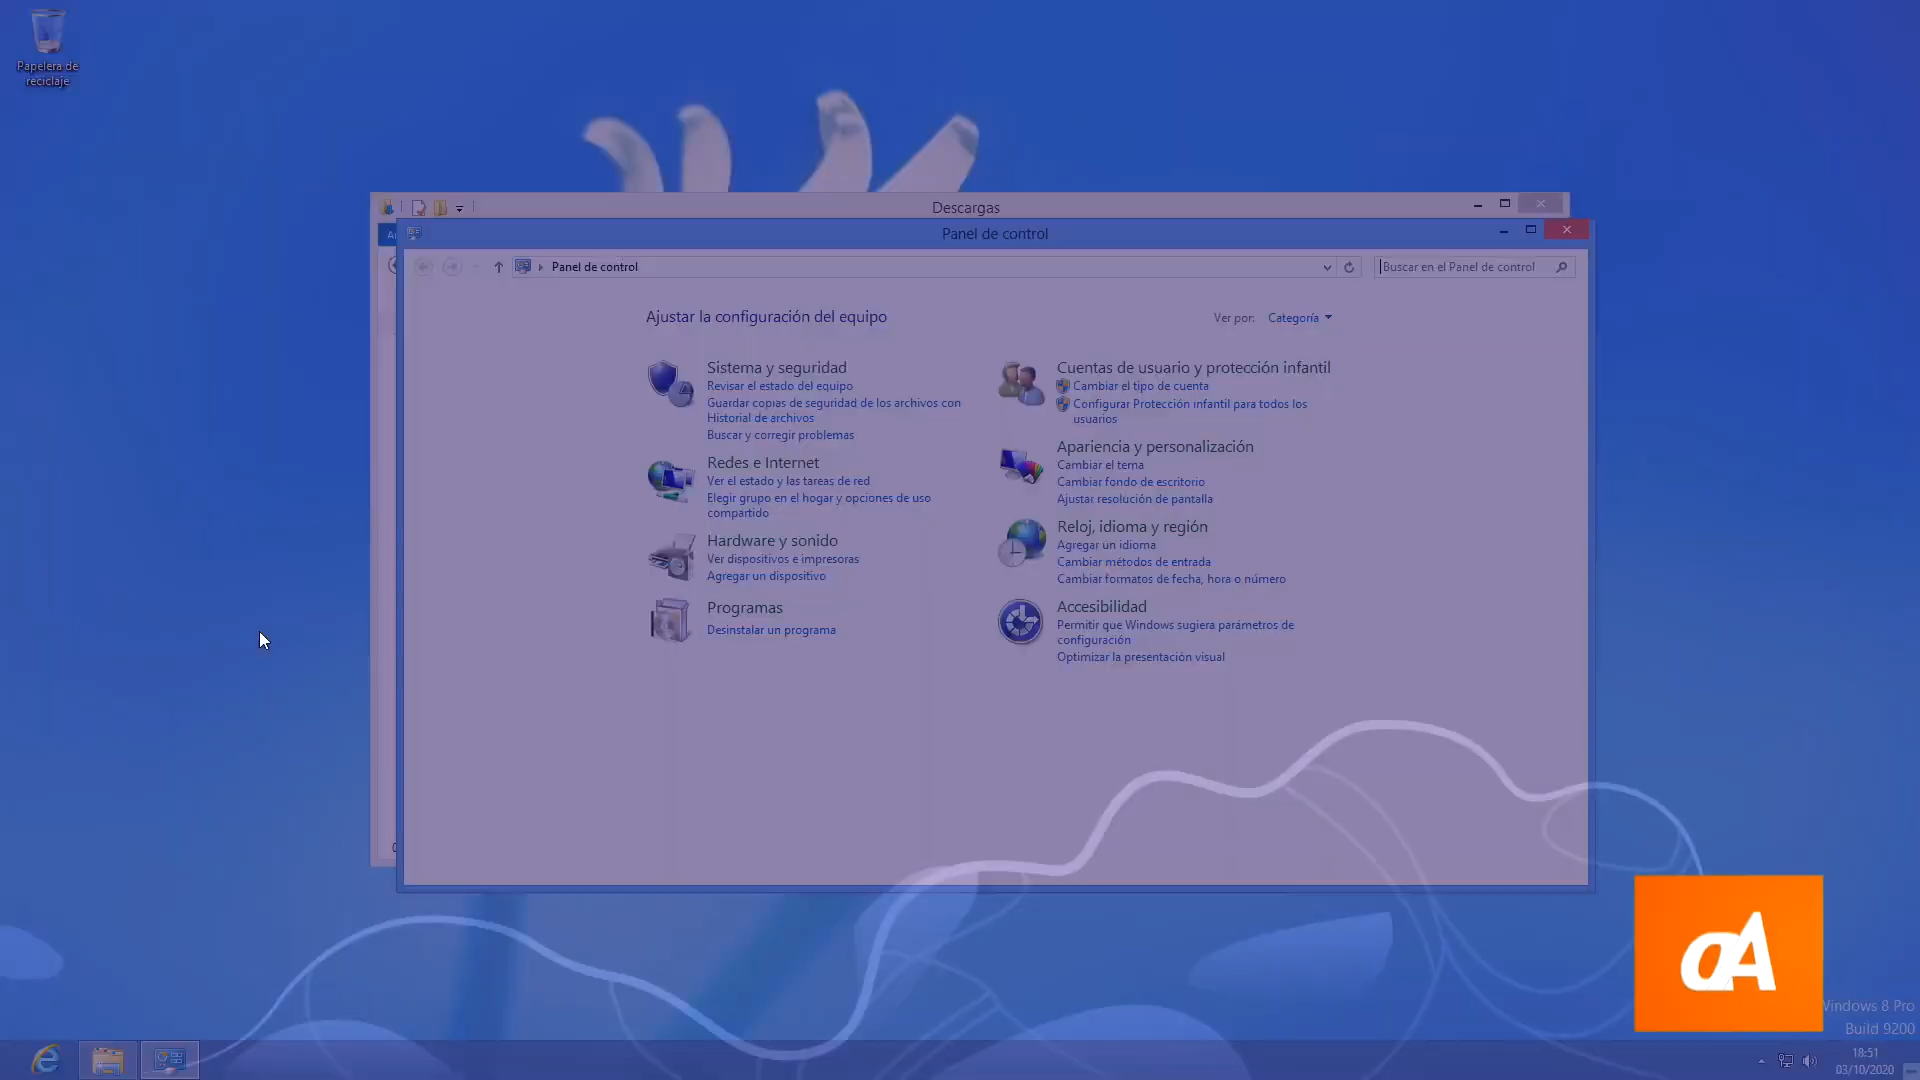 Papelera de
reciclaje
Descargas
Panel de control
Panel de control
Buscar en el Panel de control
Ajustar la configuración del equipo
Ver por:
Categoría
Sistema y seguridad
Revisar el estado del equipo
Guardar copias de seguridad de los archivos con
Historial de archivos
Buscar y corregir problemas
Redes e Internet
Ver el estado y las tareas de red
Elegir grupo en el hogar y opciones de uso
compartido
Hardware y sonido
Ver dispositivos e impresoras
Agregar un dispositivo
Programas
Desinstalar un programa
Cuentas de usuario y protección infantil
Cambiar el tipo de cuenta
Configurar Protección infantil para todos los
usuarios
Apariencia y personalización
Cambiar el tema
Cambiar fondo de escritorio
Ajustar resolución de pantalla
Reloj, idioma y región
Agregar un idioma
Cambiar métodos de entrada
Cambiar formatos de fecha, hora o número
Accesibilidad
Permitir que Windows sugiera parámetros de
configuración
Optimizar la presentación visual
aA
Windows 8 Pro
Build 9200
18:51
03/10/2020